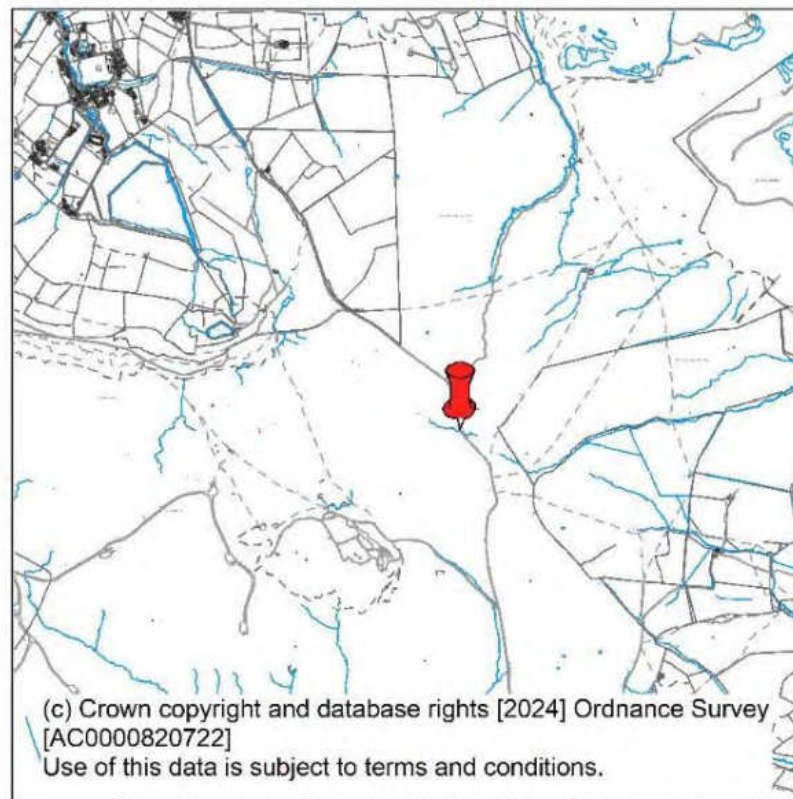 (c) Crown copyright and database rights [2024] Ordnance Survey
[AC0000820722]
Use of this data is subject to terms and conditions.